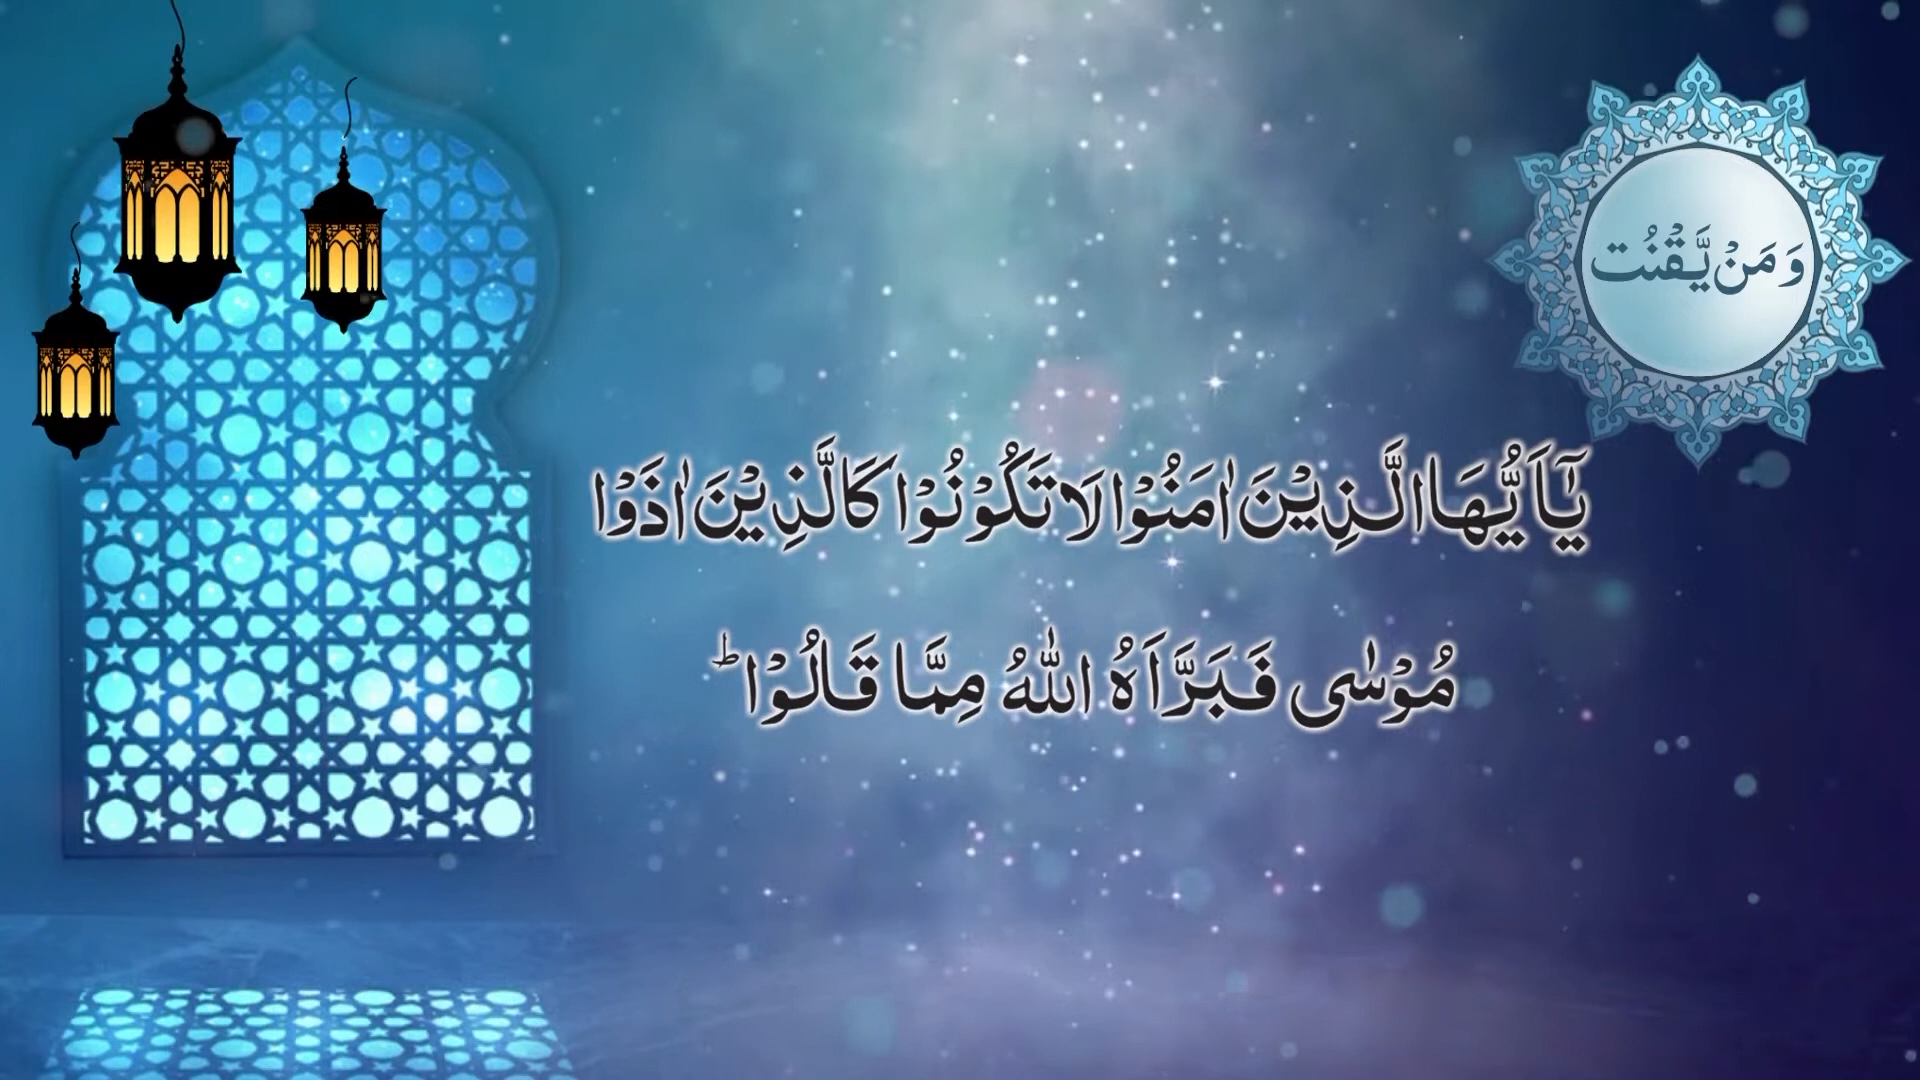 وَمَنْ یَّقْنُتْ
یٰۤاَیُّهَا الَّذِیْنَ اٰمَنُوْا لَا تَكُوْنُوْا كَالَّذِیْنَ اٰذَوْا
مُوْسٰى فَبَرَّاَهُ اللّٰهُ مِمَّا قَالُوْاؕ